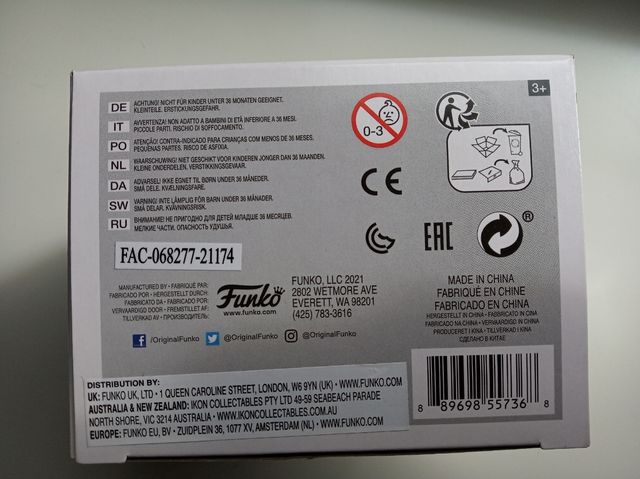 3+
DE ACHTUNG! NICHT FÜR KINDER UNTER 36 MONATEN GEEIGNET.
KLEINTEILE. ERSTICKUNGSGEFAHR.
IT AVVERTENZA! NON ADATTO A BAMBINI DI ETÀ INFERIORE A 36 MESI.
PICCOLE PARTI. RISCHIO DI SOFFOCAMENTO.
PO ATENÇÃO! CONTRA-INDICADO PARA CRIANÇAS COM MENOS DE 36 MESES.
PEQUENAS PARTES. RISCO DE ASFIXIA.
NL WAARSCHUWING! NIET GESCHIKT VOOR KINDEREN JONGER DAN 36 MAANDEN.
KLEINE ONDERDELEN. VERSTIKKINGSGEVAAR.
DA ADVARSEL! IKKE EGNET TIL BØRN UNDER 36 MÅNEDER.
SMÅ DELE. KVÆLNINGSFARE.
SW VARNING! INTE LÄMPLIG FÖR BARN UNDER 36 MÅNADER.
SMÅ DELAR. KVÄVNINGSRISK.
RU ВНИМАНИЕ! НЕ ПРИГОДНО ДЛЯ ДЕТЕЙ МЛАДШЕ 36 МЕСЯЦЕВ.
МЕЛКИЕ ЧАСТИ. ОПАСНОСТЬ УДУШЬЯ.
0-3
CE
EAC
®
FAC-068277-21174
MANUFACTURED BY • FABRIQUÉ PAR:
FABRICADO POR • HERGESTELLT DURCH:
FABBRICATO DA • FABRICADO POR:
VERVAARDIGD DOOR • FREMSTILLET AF:
TILLVERKAD AV • ПРОИЗВОДИТЕЛЬ:
Funko
www.funko.com
FUNKO, LLC 2021
2802 WETMORE AVE
EVERETT, WA 98201
(425) 783-3616
MADE IN CHINA
FABRIQUÉ EN CHINE
FABRICADO EN CHINA
HERGESTELLT IN CHINA • FABBRICATO IN CINA
FABRICADO NA CHINA • VERVAARDIGD IN CHINA
PRODUCERET I KINA • TILLVERKAD I KINA
СДЕЛАНО В КИТАЕ
f /OriginalFunko @OriginalFunko @OriginalFunko
DISTRIBUTION BY:
UK: FUNKO UK, LTD • 1 QUEEN CAROLINE STREET, LONDON, W6 9YN (UK) • WWW.FUNKO.COM
AUSTRALIA & NEW ZEALAND: IKON COLLECTABLES PTY LTD 49-59 SEABEACH PARADE
NORTH SHORE, VIC 3214 AUSTRALIA • WWW.IKONCOLLECTABLES.COM.AU
EUROPE: FUNKO EU, BV • ZUIDPLEIN 36, 1077 XV, AMSTERDAM (NL) • WWW.FUNKO.COM
8 89698 55736 8